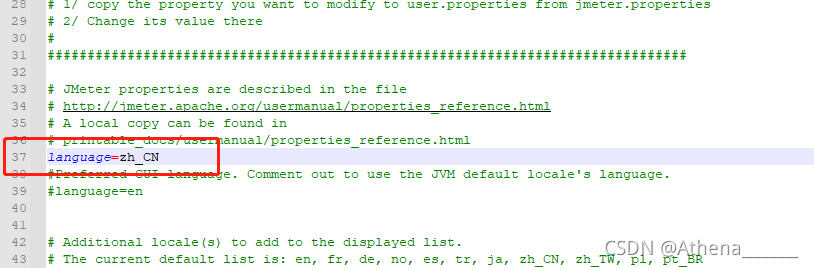 28 # 1/ copy the property you want to modify to user.properties from jmeter.properties
29 # 2/ Change its value there
30 #
31 ################################################################################
32
33 # JMeter properties are described in the file
34 # http://jmeter.apache.org/usermanual/properties_reference.html
35 # A local copy can be found in
36 # printable_docs/usermanual/properties_reference.html
37 language=zh_CN
38 #Preferred GUI language. Comment out to use the JVM default locale's language.
39 #language=en
40
41
42 # Additional locale(s) to add to the displayed list.
43 # The current default list is: en, fr, de, no, es, tr, ja, zh_CN, zh_TW, pl, pt_BR
CSDN @Athena______